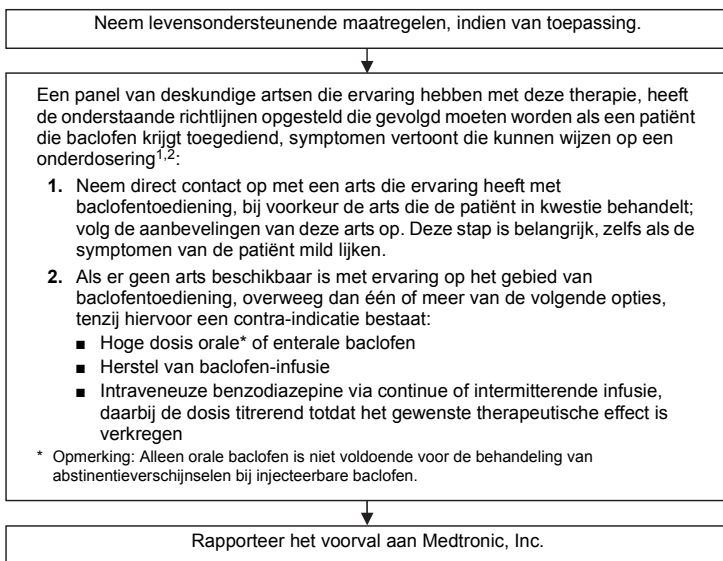 Neem levensondersteunende maatregelen, indien van toepassing.
Een panel van deskundige artsen die ervaring hebben met deze therapie, heeft
de onderstaande richtlijnen opgesteld die gevolgd moeten worden als een patiënt
die baclofen krijgt toegediend, symptomen vertoont die kunnen wijzen op een
onderdosering1,2:
1. Neem direct contact op met een arts die ervaring heeft met
baclofentoediening, bij voorkeur de arts die de patiënt in kwestie behandelt;
volg de aanbevelingen van deze arts op. Deze stap is belangrijk, zelfs als de
symptomen van de patiënt mild lijken.
2. Als er geen arts beschikbaar is met ervaring op het gebied van
baclofentoediening, overweeg dan één of meer van de volgende opties,
tenzij hiervoor een contra-indicatie bestaat:
■ Hoge dosis orale* of enterale baclofen
■ Herstel van baclofen-infusie
■ Intraveneuze benzodiazepine via continue of intermitterende infusie,
daarbij de dosis titrerend totdat het gewenste therapeutische effect is
verkregen
* Opmerking: Alleen orale baclofen is niet voldoende voor de behandeling van
abstinentieverschijnselen bij injecteerbare baclofen.
Rapporteer het voorval aan Medtronic, Inc.